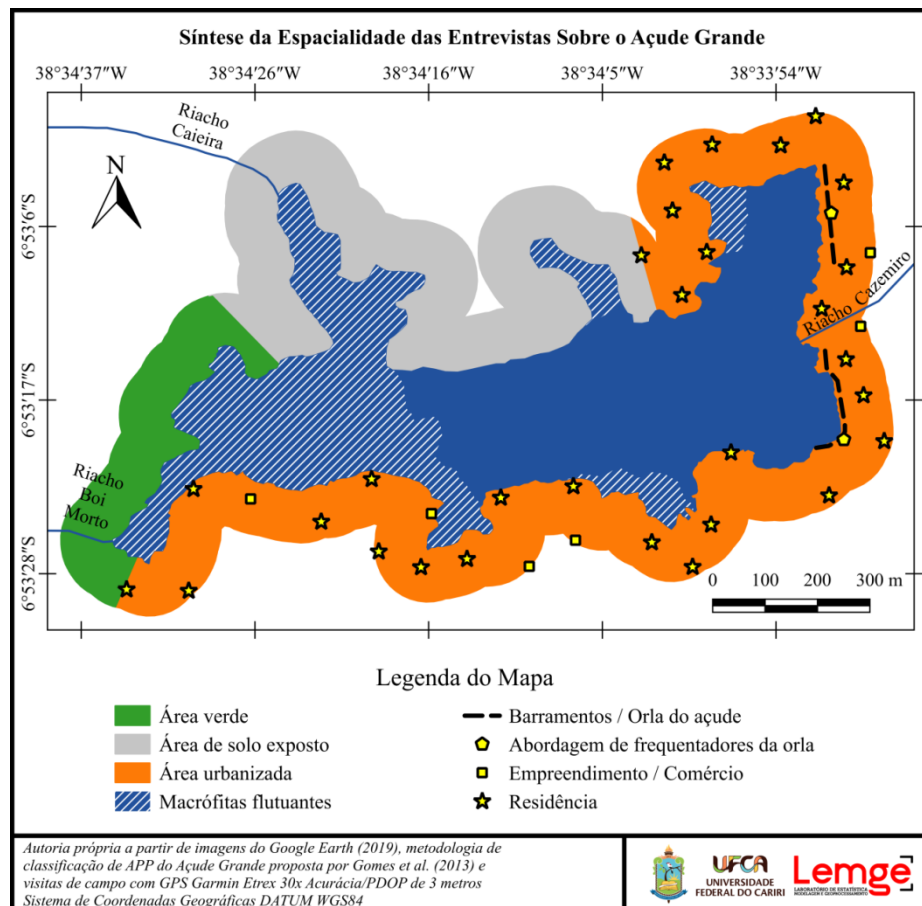 Síntese da Espacialidade das Entrevistas Sobre o Açude Grande
38°34'37"W 38°34'26"W 38°34'16"W 38°34'5"W 38°33'54"W
Riacho
Caieira
N
6°53'6"S
6°53'17"S
6°53'28"S
Riacho Cazemiro
Riacho
Boi
Morto
0 100 200 300 m
Legenda do Mapa
Área verde
Área de solo exposto
Área urbanizada
Macrófitas flutuantes
Barramentos / Orla do açude
Abordagem de frequentadores da orla
Empreendimento / Comércio
Residência
Autoria própria a partir de imagens do Google Earth (2019), metodologia de
classificação de APP do Açude Grande proposta por Gomes et al. (2013) e
visitas de campo com GPS Garmin Etrex 30x Acurácia/PDOP de 3 metros
Sistema de Coordenadas Geográficas DATUM WGS84
UFCA
UNIVERSIDADE
FEDERAL DO CARIRI
Lemge
LABORATÓRIO DE ESTATÍSTICA
MODELAGEM E GEOPROCESSAMENTO